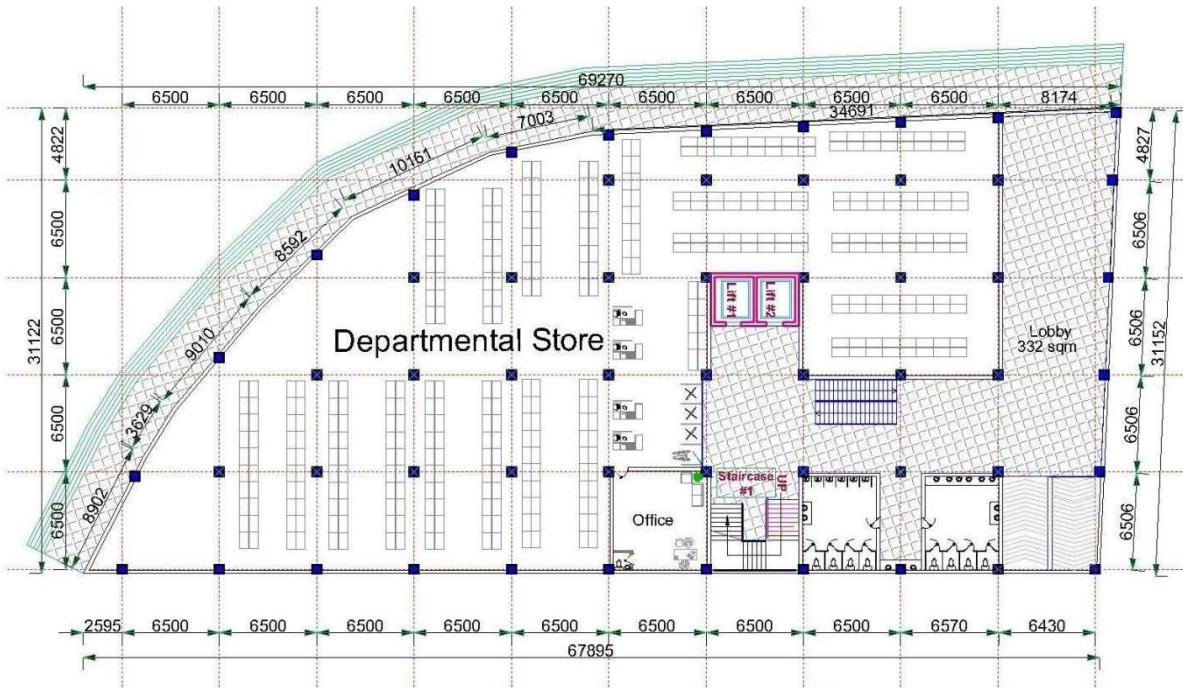 69270
6500 6500 6500 6500 6500 6500 6500 6500 6500 8174
7003
34691
4822
4827
10161
6500
6506
8592
Lift #1
Lift #2
6500
6506
31122
Departmental Store
Lobby
332 sqm
31152
9010
6500
6506
3629
Staircase
#1
UP
8902
6500
Office
6506
2595 6500 6500 6500 6500 6500 6500 6500 6570 6430
67895